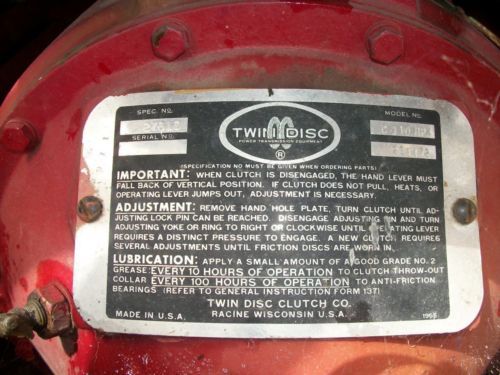 SPEC. NO.
SERIAL NO.
TWIN DISC
POWER TRANSMISSION EQUIPMENT
®
MODEL NO.
(SPECIFICATION NO MUST BE GIVEN WHEN ORDERING PARTS)
IMPORTANT: WHEN CLUTCH IS DISENGAGED, THE HAND LEVER MUST
FALL BACK OF VERTICAL POSITION. IF CLUTCH DOES NOT PULL, HEATS, OR
OPERATING LEVER JUMPS OUT, ADJUSTMENT IS NECESSARY.
ADJUSTMENT: REMOVE HAND HOLE PLATE, TURN CLUTCH UNTIL AD-
JUSTING LOCK PIN CAN BE REACHED. DISENGAGE ADJUSTING PIN AND TURN
ADJUSTING YOKE OR RING TO RIGHT OR CLOCKWISE UNTIL OPERATING LEVER
REQUIRES A DISTINCT PRESSURE TO ENGAGE. A NEW CLUTCH REQUIRES
SEVERAL ADJUSTMENTS UNTIL FRICTION DISCS ARE WORN IN.
LUBRICATION: APPLY A SMALL AMOUNT OF A GOOD GRADE NO. 2
GREASE: EVERY 10 HOURS OF OPERATION TO CLUTCH THROW-OUT
COLLAR EVERY 100 HOURS OF OPERATION TO ANTI-FRICTION
BEARINGS (REFER TO GENERAL INSTRUCTION FORM 137)
TWIN DISC CLUTCH CO.
MADE IN U.S.A. RACINE WISCONSIN U.S.A.